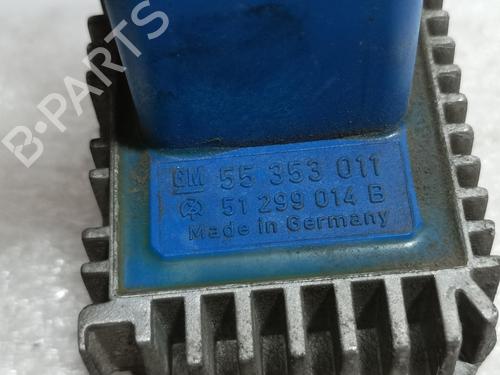 B-PARTS
GM 55 353 011
51 299 014 B
Made in Germany